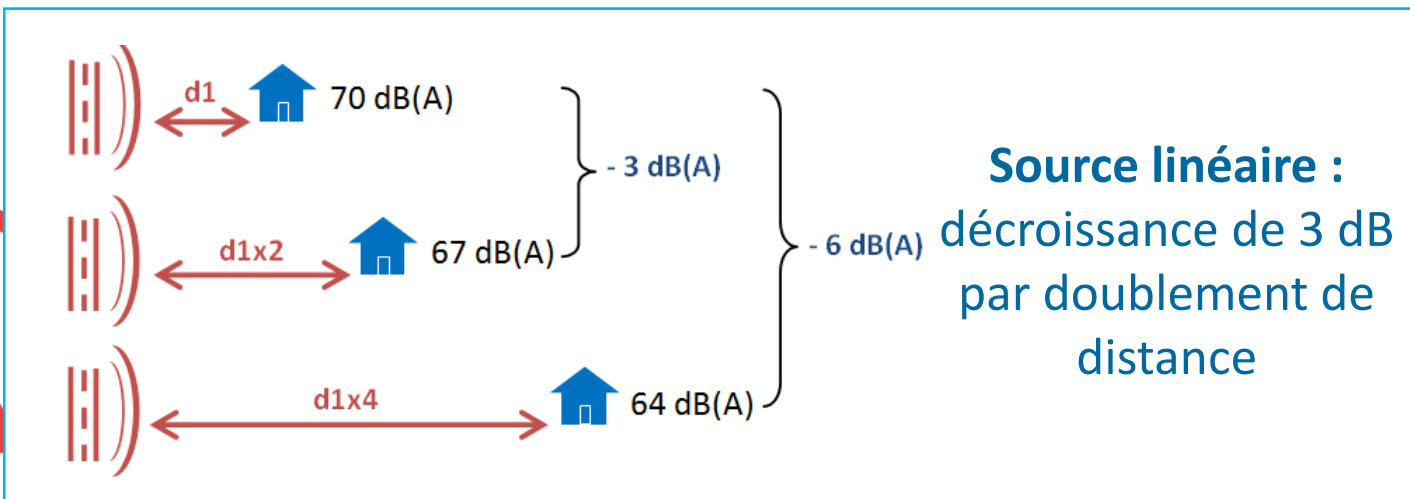 d1
70 dB(A)
- 3 dB(A)
d1x2
67 dB(A)
- 6 dB(A)
d1x4
64 dB(A)
Source linéaire :
décroissance de 3 dB
par doublement de
distance